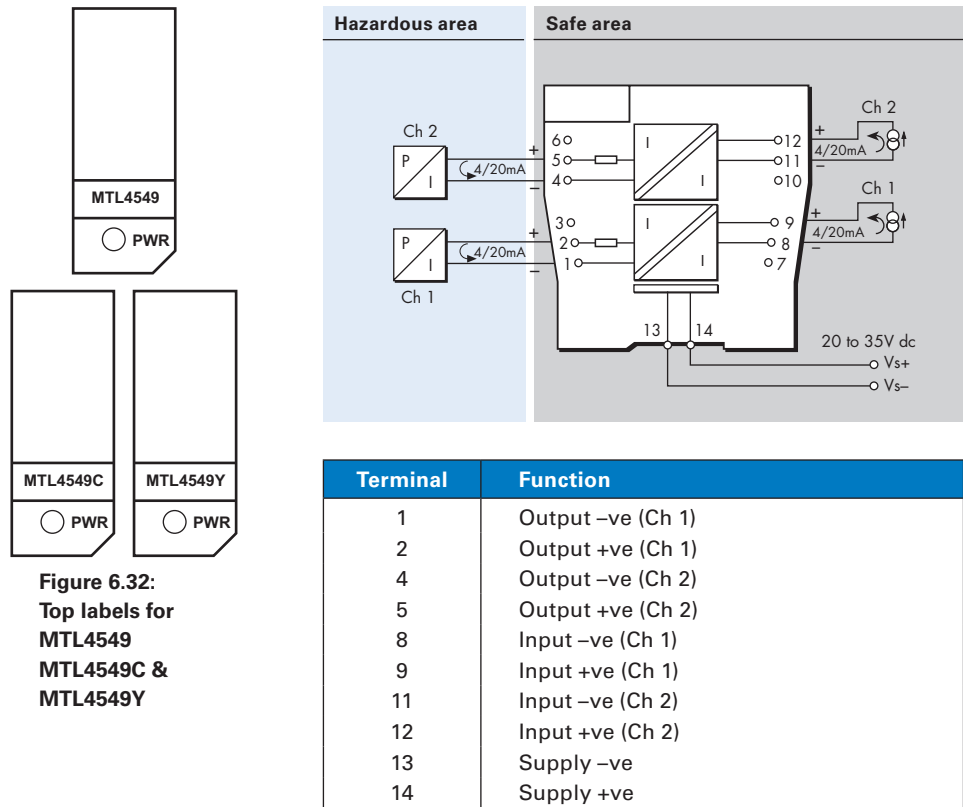 MTL4549
PWR
MTL4549C
PWR
MTL4549Y
PWR
Figure 6.32:
Top labels for
MTL4549
MTL4549C &
MTL4549Y
Hazardous area
Safe area
Ch 2
P
I
+
4/20mA
–
Ch 1
P
I
+
4/20mA
–
6
5
4
3
2
1
I
I
I
I
12
11
10
9
8
7
Ch 2
+
4/20mA
–
Ch 1
+
4/20mA
–
13 14
20 to 35V dc
Vs+
Vs–
Terminal Function
1 Output –ve (Ch 1)
2 Output +ve (Ch 1)
4 Output –ve (Ch 2)
5 Output +ve (Ch 2)
8 Input –ve (Ch 1)
9 Input +ve (Ch 1)
11 Input –ve (Ch 2)
12 Input +ve (Ch 2)
13 Supply –ve
14 Supply +ve